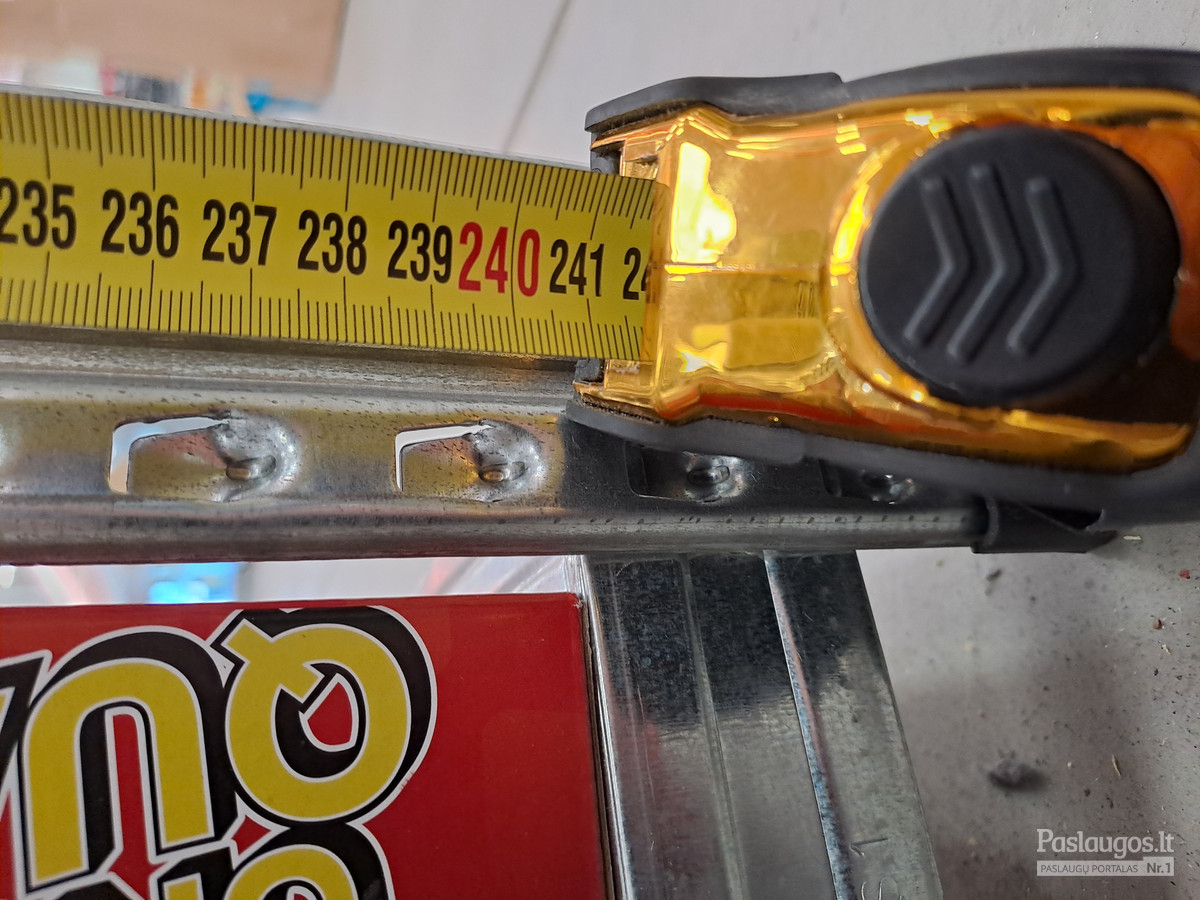 235 236 237 238 239 240 241
Paslaugos.lt
PASLAUGŲ PORTALAS Nr.1